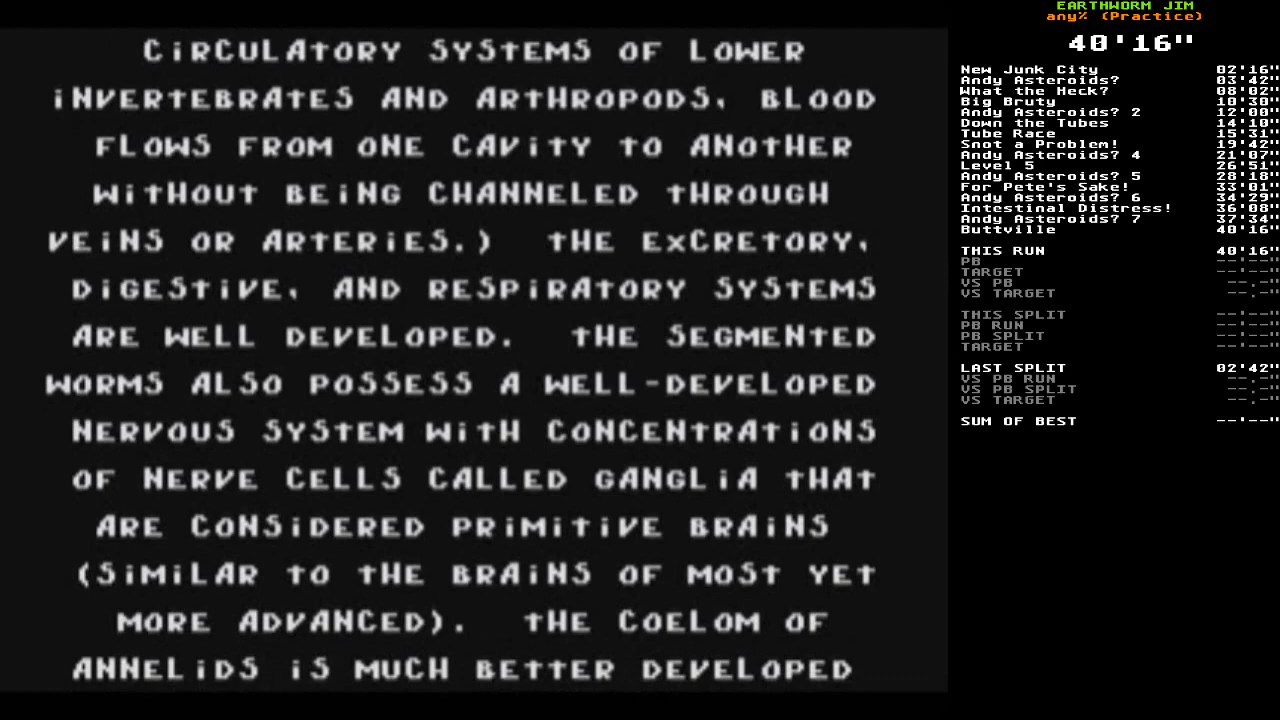 CiRCULAtORY SYStEMS OF LOWER
iNVERtEBRAtES AND ARtHROPODS, BLOOD
FLOWS FROM ONE CAViTY tO ANOtHER
WitHOUt BEiNG CHANNELED tHROUGH
VEiNS OR ARtERiES.) tHE EXCREtORY,
DiGEStiVE, AND RESPiRAtORY SYStEMS
ARE WELL DEVELOPED. tHE SEGMENtED
WORMS ALSO POSSESS A WELL-DEVELOPED
NERVOUS SYStEM WitH CONCENtRAtiONS
OF NERVE CELLS CALLED GANGLiA tHAt
ARE CONSiDERED PRiMitiVE BRAiNS
(SiMiLAR tO tHE BRAiNS OF MOSt YEt
MORE ADVANCED). tHE COELOM OF
ANNELiDS iS MUCH BEttER DEVELOPED
EARTHWORM JIM
any% (Practice)
40'16"
New Junk City 02'16"
Andy Asteroids? 03'42"
What the Heck? 08'02"
Big Bruty 10'30"
Andy Asteroids? 2 12'00"
Down the Tubes 14'10"
Tube Race 15'31"
Snot a Problem! 19'42"
Andy Asteroids? 4 21'07"
Level 5 26'51"
Andy Asteroids? 5 28'18"
For Pete's Sake! 33'01"
Andy Asteroids? 6 34'29"
Intestinal Distress! 36'08"
Andy Asteroids? 7 37'34"
Buttville 40'16"
THIS RUN 40'16"
PB --'--"
TARGET --'--"
VS PB --.-"
VS TARGET --.-"
THIS SPLIT --'--"
PB RUN --'--"
PB SPLIT --'--"
TARGET --'--"
LAST SPLIT 02'42"
VS PB RUN --.-"
VS PB SPLIT --.-"
VS TARGET --.-"
SUM OF BEST --'--"